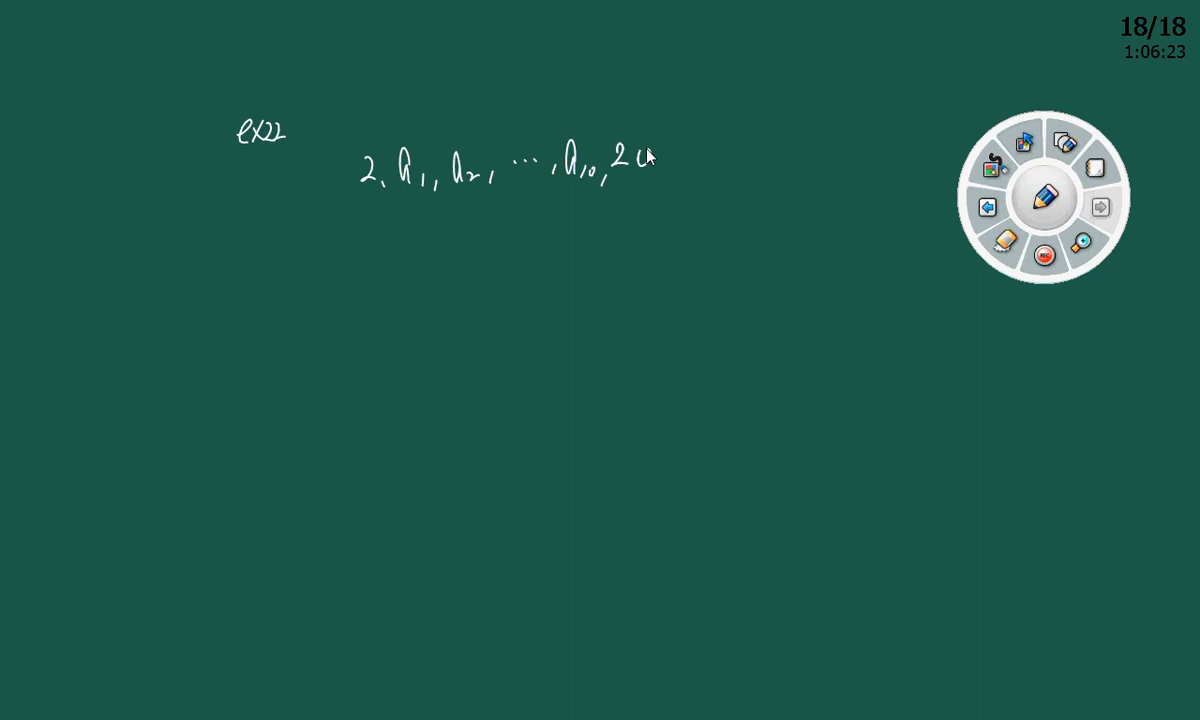 18/18
1:06:23
ex22
2, a₁, a₂, ⋯, a₁₀, 2